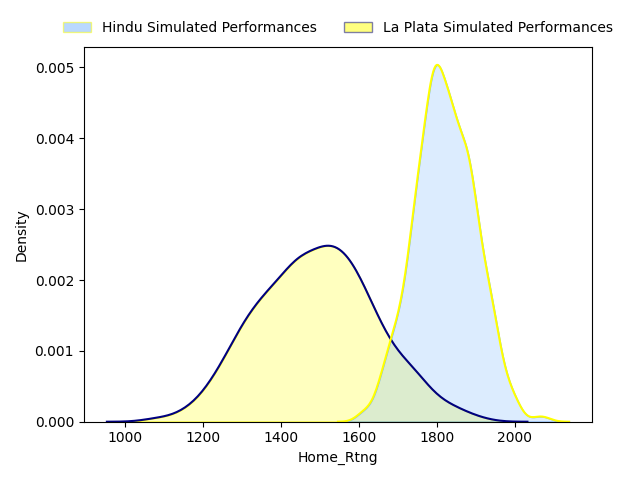 Hindu Simulated Performances
La Plata Simulated Performances
0.005
0.004
0.003
0.002
0.001
0.000
Density
1000 1200 1400 1600 1800 2000
Home_Rtng